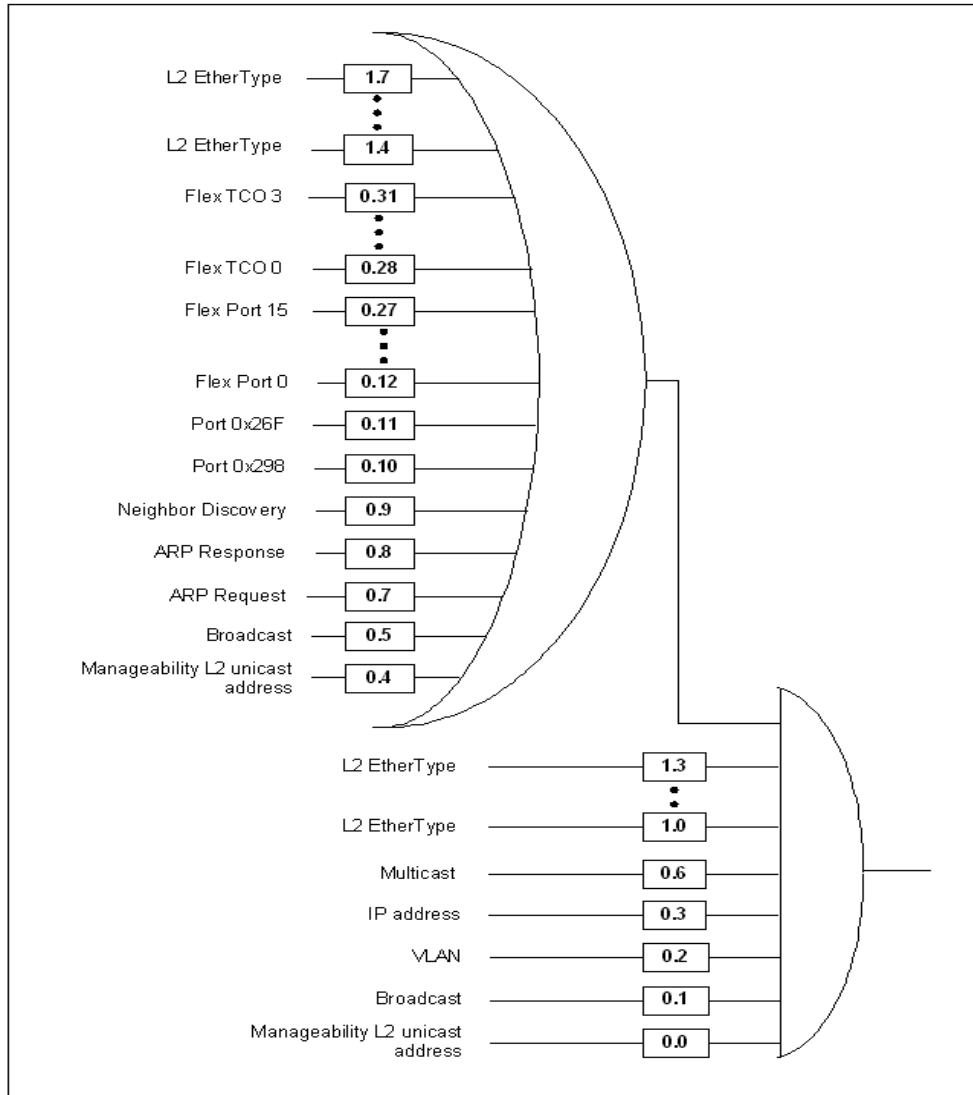 L2 EtherType 1.7
L2 EtherType 1.4
Flex TCO 3 0.31
Flex TCO 0 0.28
Flex Port 15 0.27
Flex Port 0 0.12
Port 0x26F 0.11
Port 0x298 0.10
Neighbor Discovery 0.9
ARP Response 0.8
ARP Request 0.7
Broadcast 0.5
Manageability L2 unicast
address 0.4
L2 EtherType 1.3
L2 EtherType 1.0
Multicast 0.6
IP address 0.3
VLAN 0.2
Broadcast 0.1
Manageability L2 unicast
address 0.0